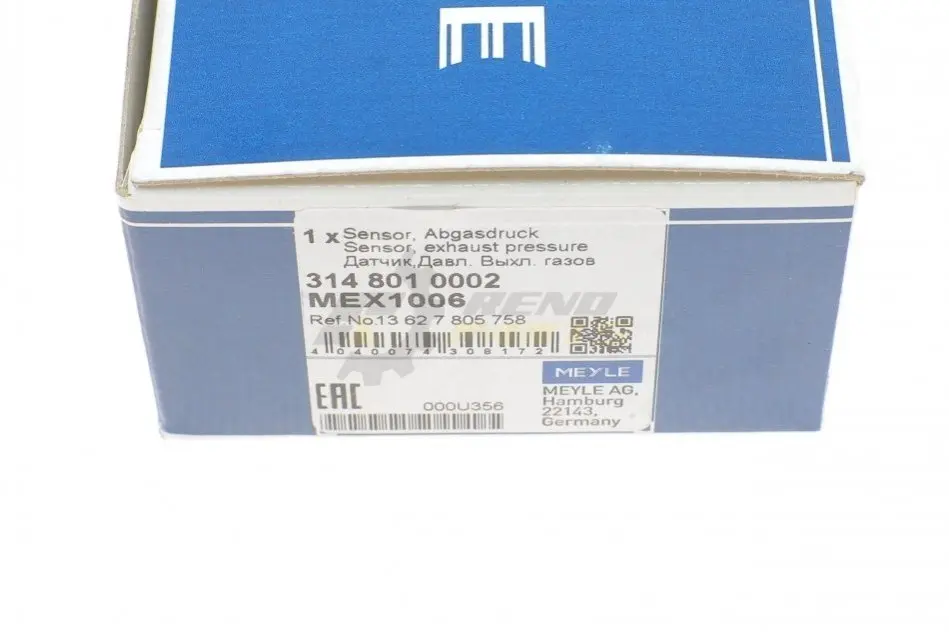 E
1 x Sensor, Abgasdruck
Sensor, exhaust pressure
Датчик,Давл. Выхл. газов
314 801 0002
MEX1006
Ref.No.13 62 7 805 758
4040074308172
EAC
000U356
MEYLE
MEYLE AG,
Hamburg
22143,
Germany